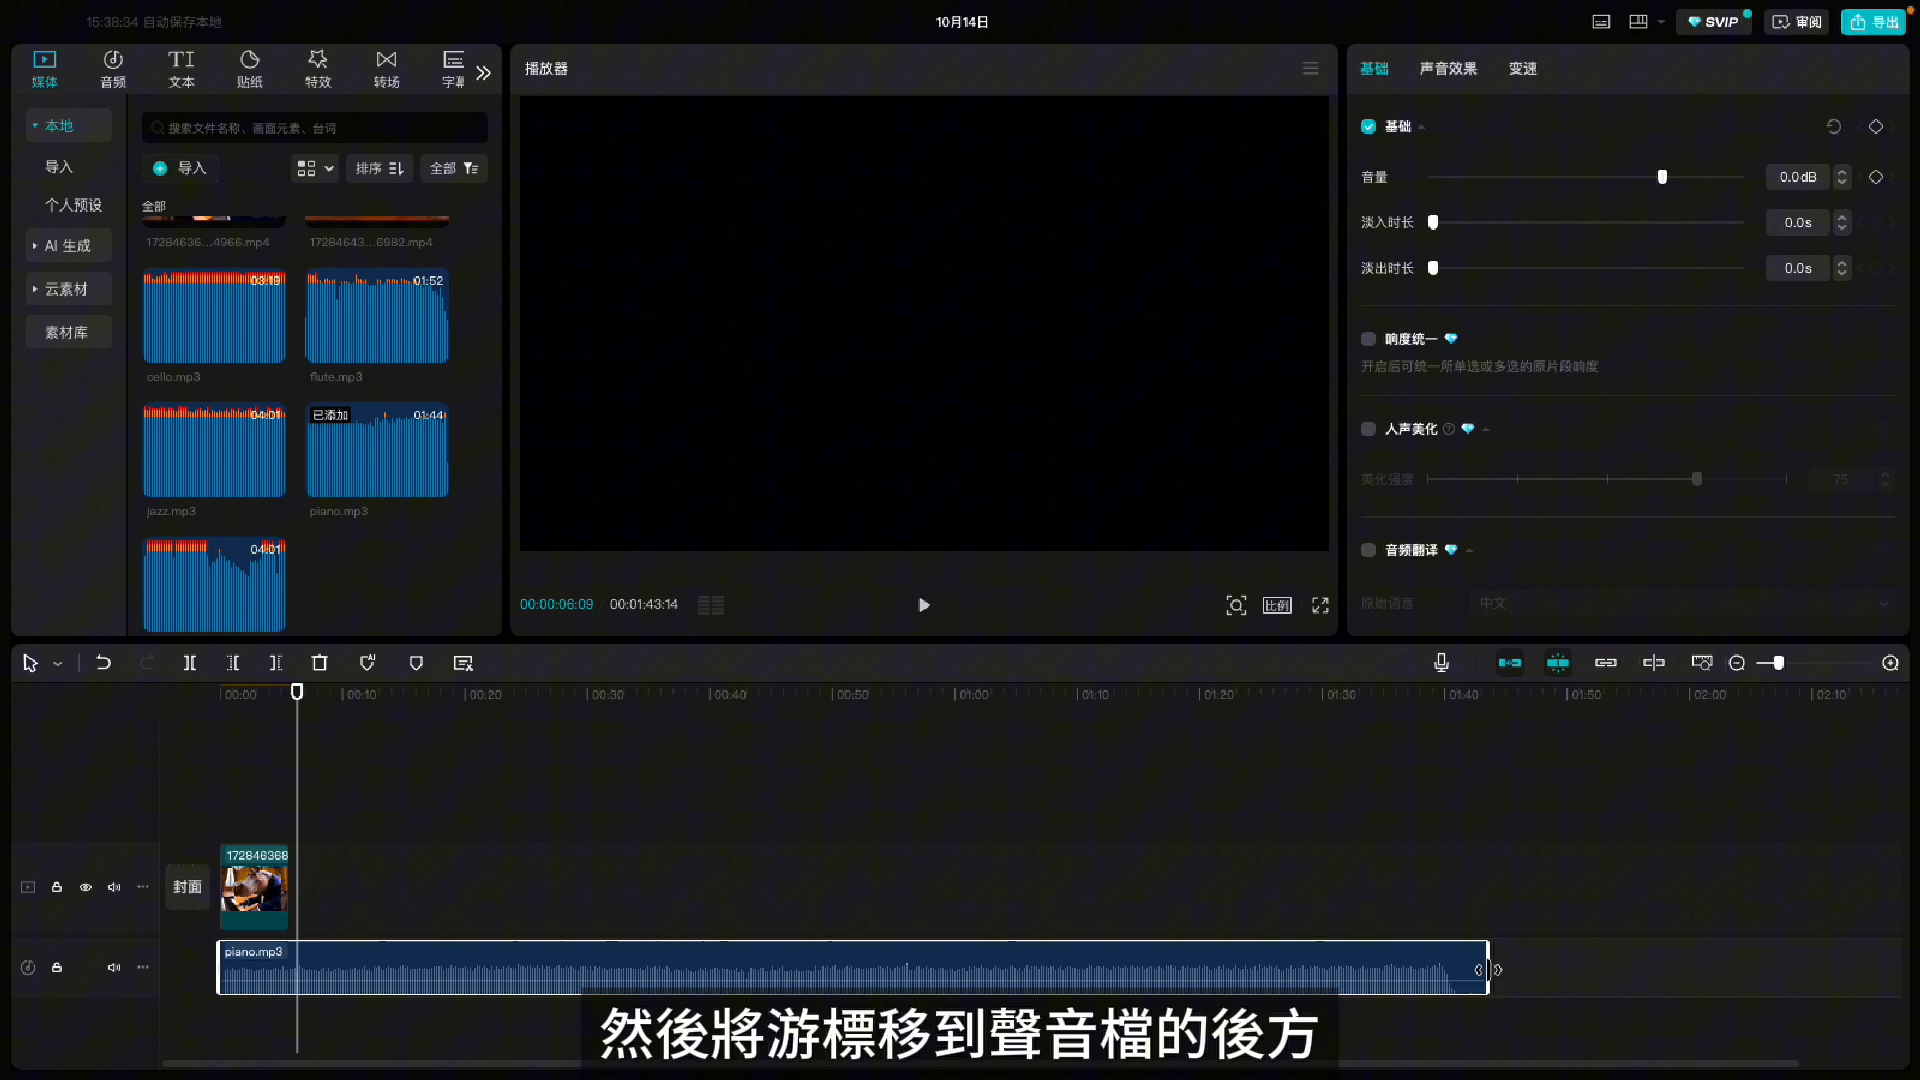 15:38:34 自动保存本地
10月14日
SVIP
审阅
导出
媒体
音频
文本
贴纸
特效
转场
字幕
播放器
基础
声音效果
变速
本地
导入
个人预设
AI 生成
云素材
素材库
搜索文件名称、画面元素、台词
导入
排序
全部
全部
17284636...4966.mp4
17284643...6982.mp4
03:19
01:52
cello.mp3
flute.mp3
04:01
已添加
01:44
jazz.mp3
piano.mp3
04:01
00:00:06:09
00:01:43:14
比例
基础
音量
0.0dB
淡入时长
0.0s
淡出时长
0.0s
响度统一
开启后可统一所单选或多选的原片段响度
人声美化
美化强度
75
音频翻译
原始语言
中文
00:00
00:10
00:20
00:30
00:40
00:50
01:00
01:10
01:20
01:30
01:40
01:50
02:00
02:10
封面
172846368
piano.mp3
然後將游標移到聲音檔的後方